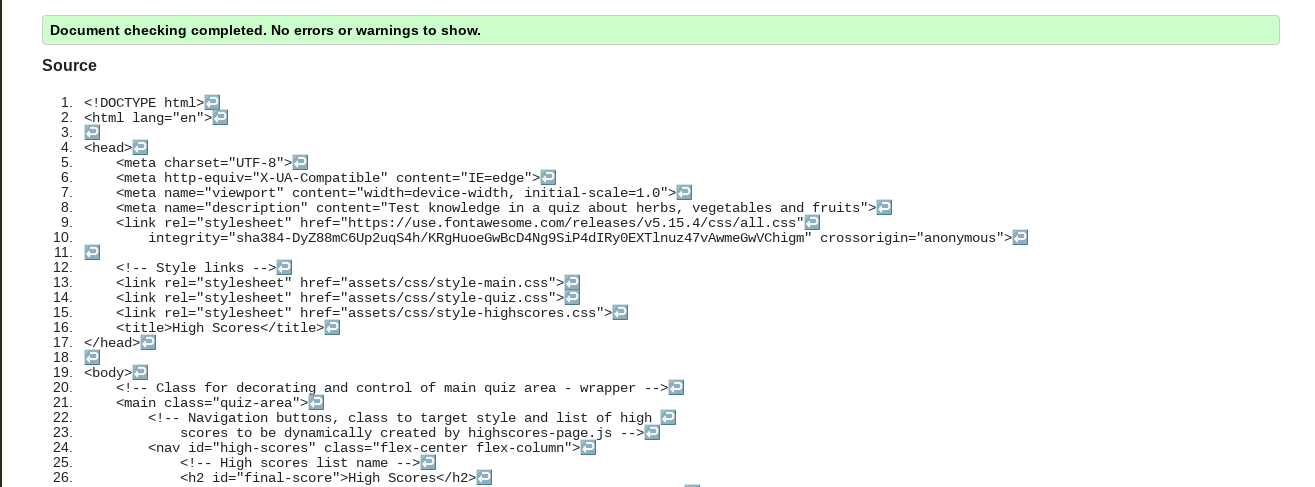 Document checking completed. No errors or warnings to show.
Source
1. <!DOCTYPE html>↩
2. <html lang="en">↩
3. ↩
4. <head>↩
5.     <meta charset="UTF-8">↩
6.     <meta http-equiv="X-UA-Compatible" content="IE=edge">↩
7.     <meta name="viewport" content="width=device-width, initial-scale=1.0">↩
8.     <meta name="description" content="Test knowledge in a quiz about herbs, vegetables and fruits">↩
9.     <link rel="stylesheet" href="https://use.fontawesome.com/releases/v5.15.4/css/all.css"↩
10.         integrity="sha384-DyZ88mC6Up2uqS4h/KRgHuoeGwBcD4Ng9SiP4dIRy0EXTlnuz47vAwmeGwVChigm" crossorigin="anonymous">↩
11. ↩
12.     <!-- Style links -->↩
13.     <link rel="stylesheet" href="assets/css/style-main.css">↩
14.     <link rel="stylesheet" href="assets/css/style-quiz.css">↩
15.     <link rel="stylesheet" href="assets/css/style-highscores.css">↩
16.     <title>High Scores</title>↩
17. </head>↩
18. ↩
19. <body>↩
20.     <!-- Class for decorating and control of main quiz area - wrapper -->↩
21.     <main class="quiz-area">↩
22.         <!-- Navigation buttons, class to target style and list of high ↩
23.             scores to be dynamically created by highscores-page.js -->↩
24.         <nav id="high-scores" class="flex-center flex-column">↩
25.             <!-- High scores list name -->↩
26.             <h2 id="final-score">High Scores</h2>↩